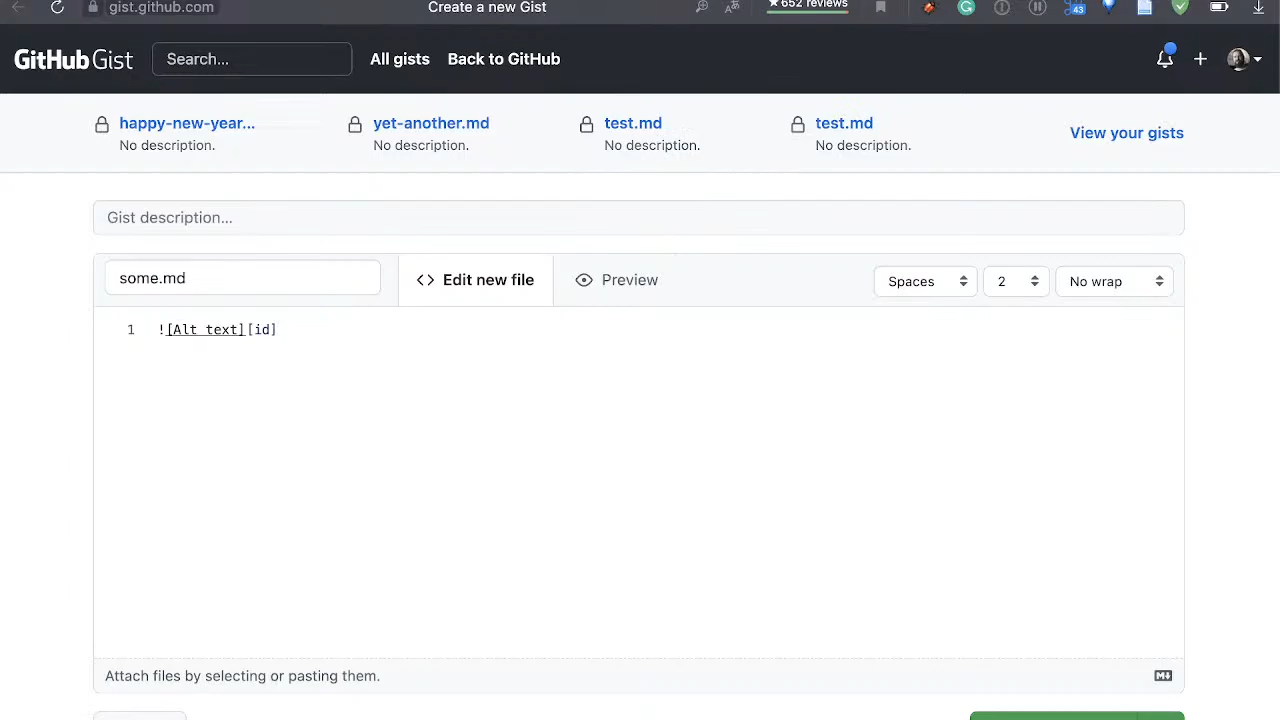 gist.github.com
Create a new Gist
★652 reviews
43
GitHub Gist
Search...
All gists
Back to GitHub
happy-new-year...
No description.
yet-another.md
No description.
test.md
No description.
test.md
No description.
View your gists
Gist description...
some.md
<> Edit new file
Preview
Spaces
2
No wrap
1
![Alt text][id]
Attach files by selecting or pasting them.